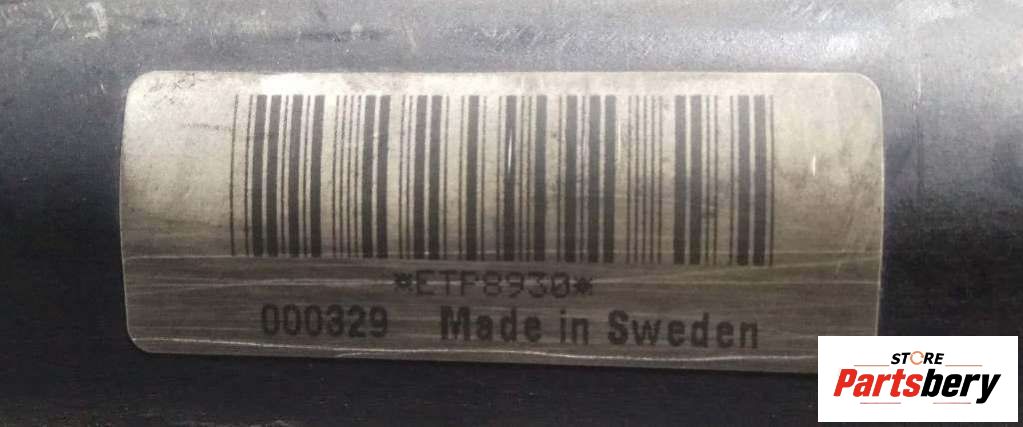 *ETF8930*
000329 Made in Sweden
STORE
Partsbery